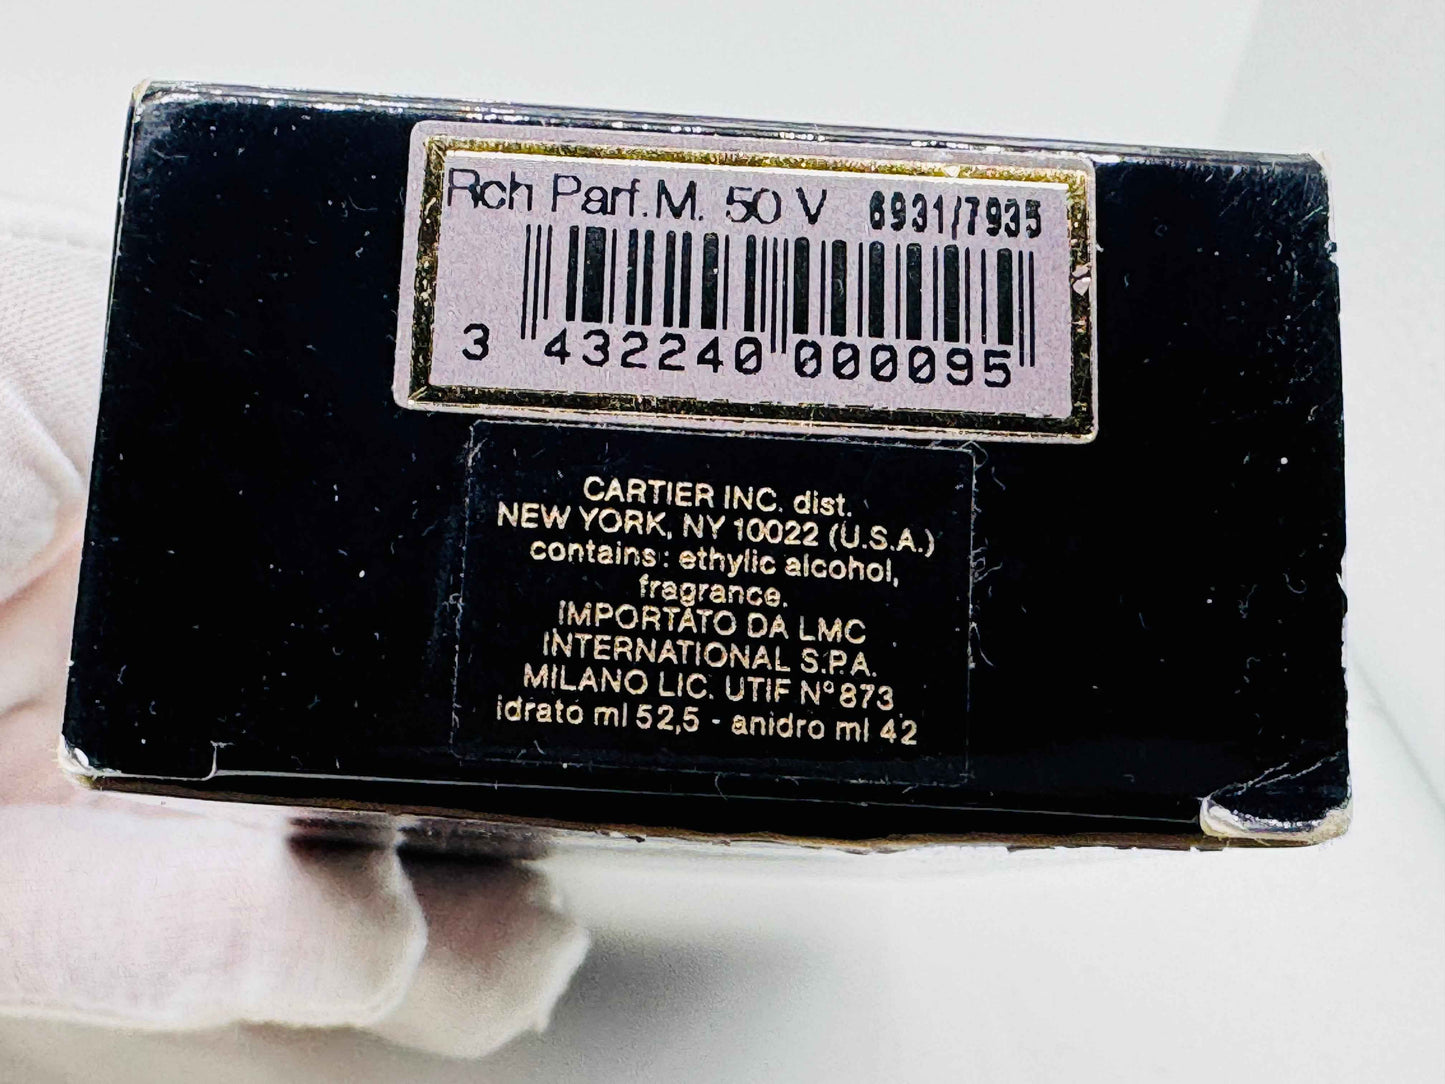 Rch Parf.M. 50 V 6931/7935
3 432240 000095
CARTIER INC. dist.
NEW YORK, NY 10022 (U.S.A.)
contains: ethylic alcohol,
fragrance.
IMPORTATO DA LMC
INTERNATIONAL S.P.A.
MILANO LIC. UTIF N° 873
idrato ml 52,5 - anidro ml 42